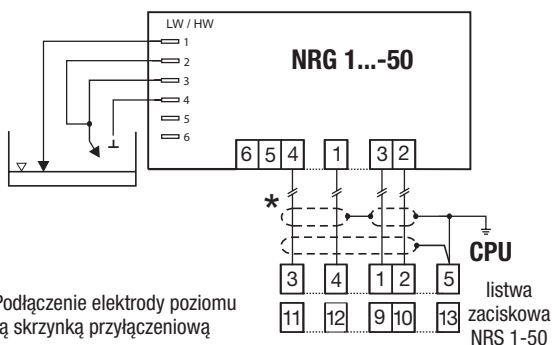 LW / HW
1
2
3
4
5
6
NRG 1...-50
6 5 4 1 3 2
*
CPU
3 4 1 2 5
11 12 9 10 13
listwa
zaciskowa
NRS 1-50
Podłączenie elektrody poziomu
ą skrzynką przyłączeniową